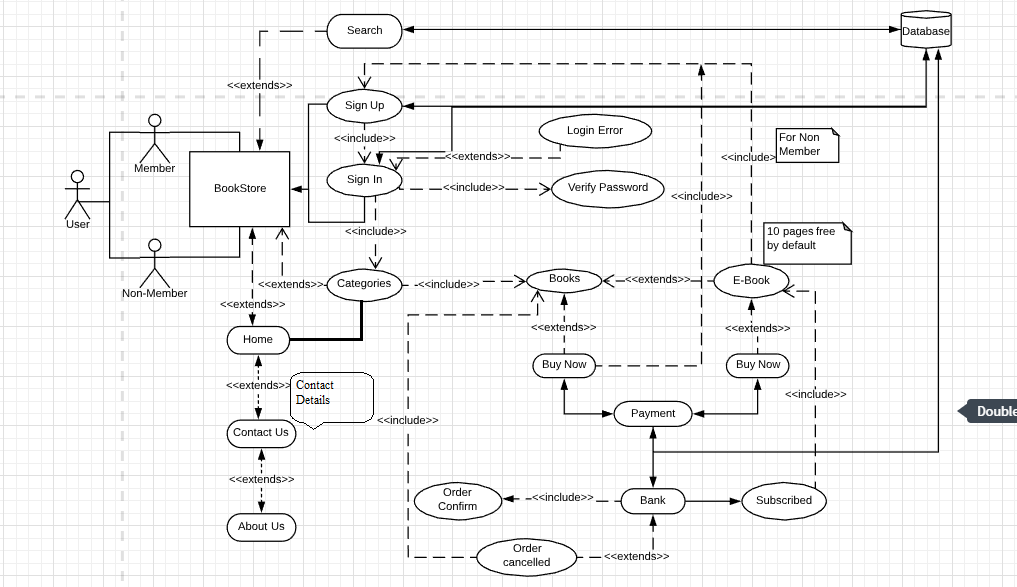 Search
Database
<<extends>>
Sign Up
<<include>>
Login Error
For Non
Member
<<include>
Member
<<extends>>
BookStore
Sign In
<<include>>
Verify Password
<<include>>
User
<<include>>
10 pages free
by default
Non-Member
<<extends>>
Categories
<<include>>
Books
<<extends>>
E-Book
<<extends>>
Home
<<extends>>
<<extends>>
Buy Now
Buy Now
<<extends>>
Contact
Details
<<include>>
Payment
<<include>>
Contact Us
Double
<<extends>>
Order
Confirm
<<include>>
Bank
Subscribed
About Us
Order
cancelled
<<extends>>